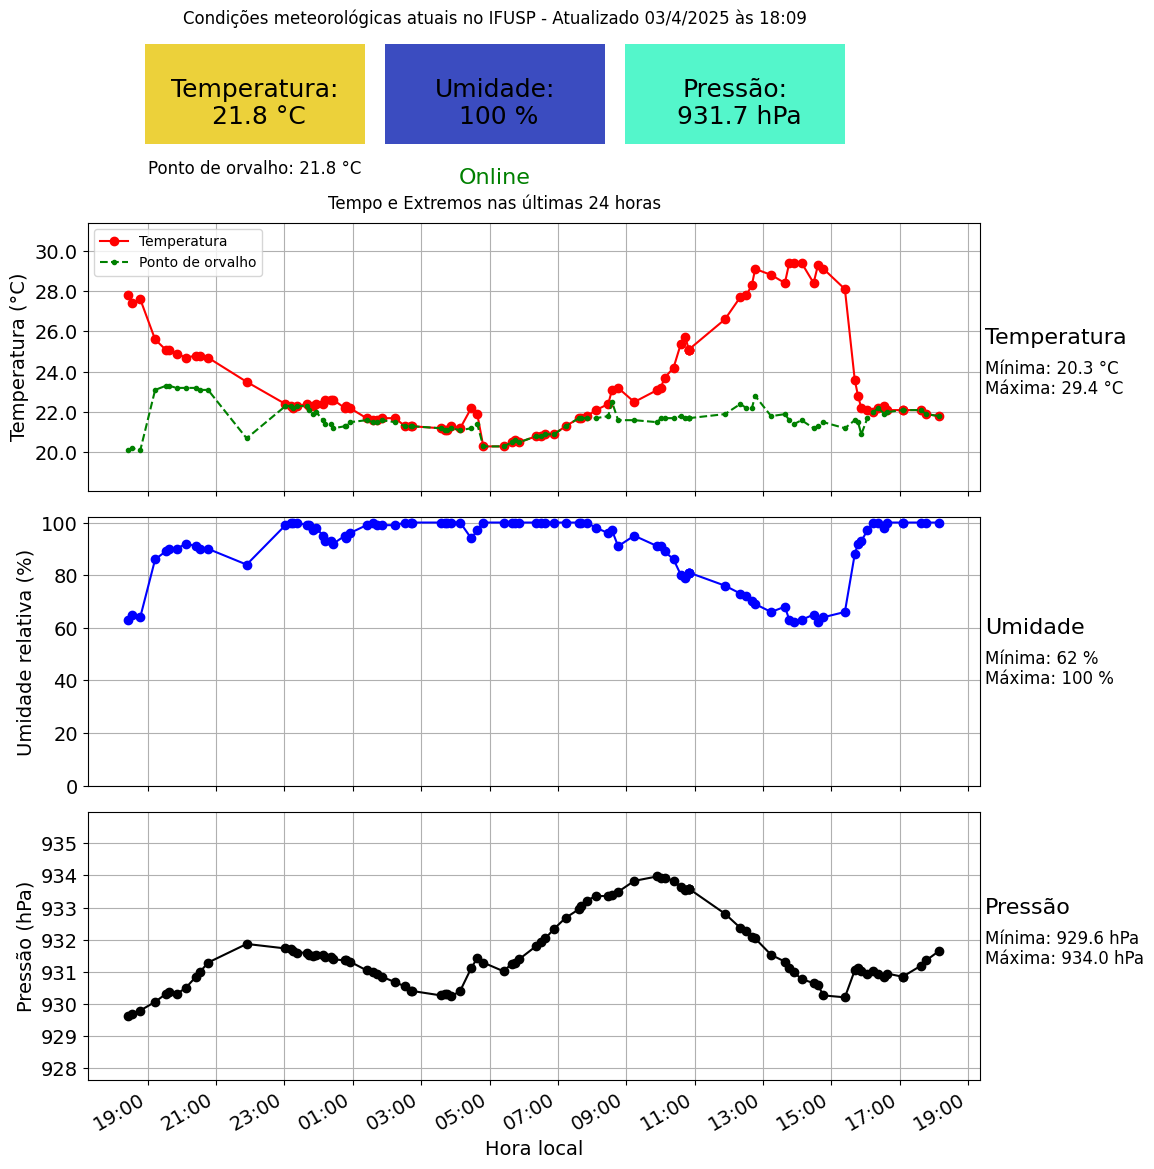 Condições meteorológicas atuais no IFUSP - Atualizado 03/4/2025 às 18:09
Temperatura:
21.8 °C
Umidade:
100 %
Pressão:
931.7 hPa
Ponto de orvalho: 21.8 °C
Online
Tempo e Extremos nas últimas 24 horas
Temperatura (°C)
30.0
28.0
26.0
24.0
22.0
20.0
Temperatura
Ponto de orvalho
Temperatura
Mínima: 20.3 °C
Máxima: 29.4 °C
Umidade relativa (%)
100
80
60
40
20
0
Umidade
Mínima: 62 %
Máxima: 100 %
Pressão (hPa)
935
934
933
932
931
930
929
928
Pressão
Mínima: 929.6 hPa
Máxima: 934.0 hPa
19:00 21:00 23:00 01:00 03:00 05:00 07:00 09:00 11:00 13:00 15:00 17:00 19:00
Hora local